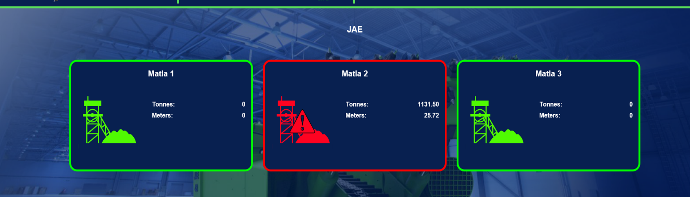 JAE
Matla 1
Tonnes: 0
Meters: 0
Matla 2
Tonnes: 1131.50
Meters: 25.72
Matla 3
Tonnes: 0
Meters: 0